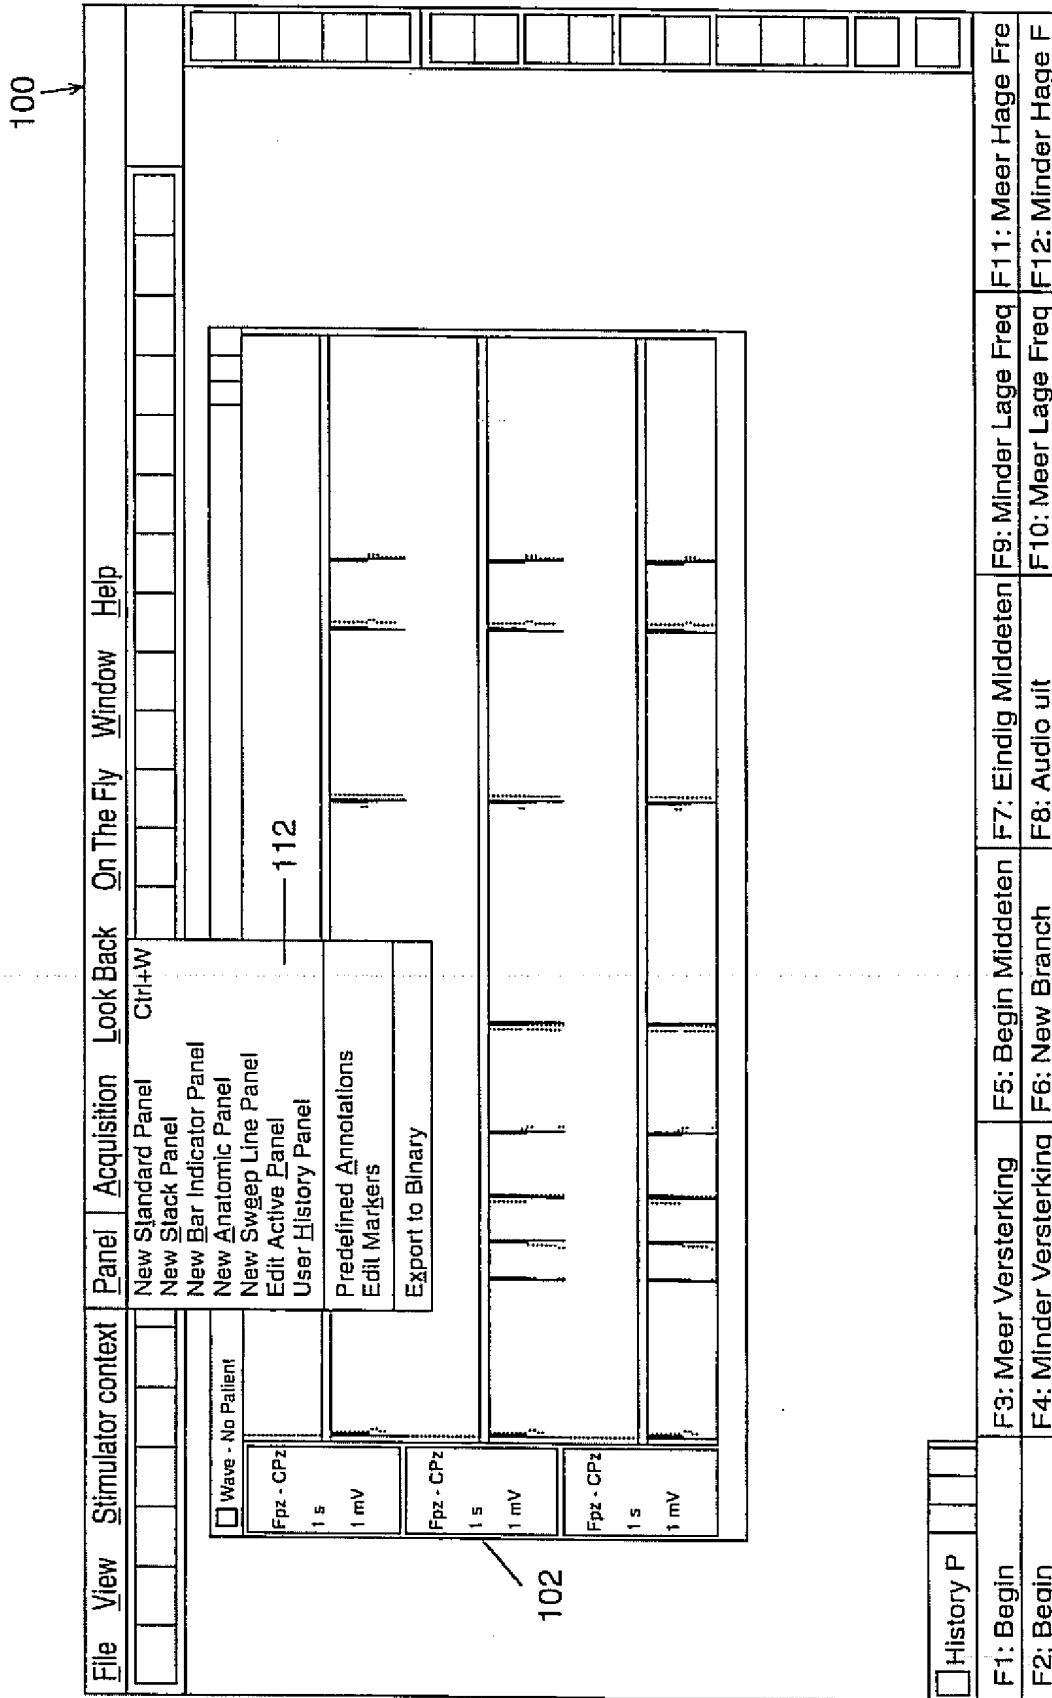 100
File View Stimulator context Panel Acquisition Look Back On The Fly Window Help
New Standard Panel Ctrl+W
New Stack Panel
New Bar Indicator Panel
New Anatomic Panel
New Sweep Line Panel
Edit Active Panel
User History Panel
112
Predefined Annotations
Edit Markers
Export to Binary
Wave - No Patient
Fpz - CPz
1 s
1 mV
Fpz - CPz
1 s
1 mV
Fpz - CPz
1 s
1 mV
102
History P
F1: Begin F3: Meer Versterking F5: Begin Middeten F7: Eindig Middeten F9: Minder Lage Freq F11: Meer Hage Fre
F2: Begin F4: Minder Versterking F6: New Branch F8: Audio uit F10: Meer Lage Freq F12: Minder Hage F